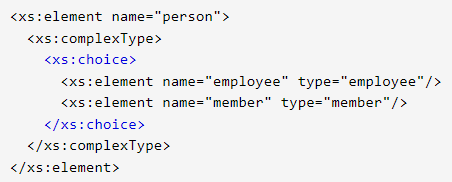 <xs:element name="person">
  <xs:complexType>
    <xs:choice>
      <xs:element name="employee" type="employee"/>
      <xs:element name="member" type="member"/>
    </xs:choice>
  </xs:complexType>
</xs:element>